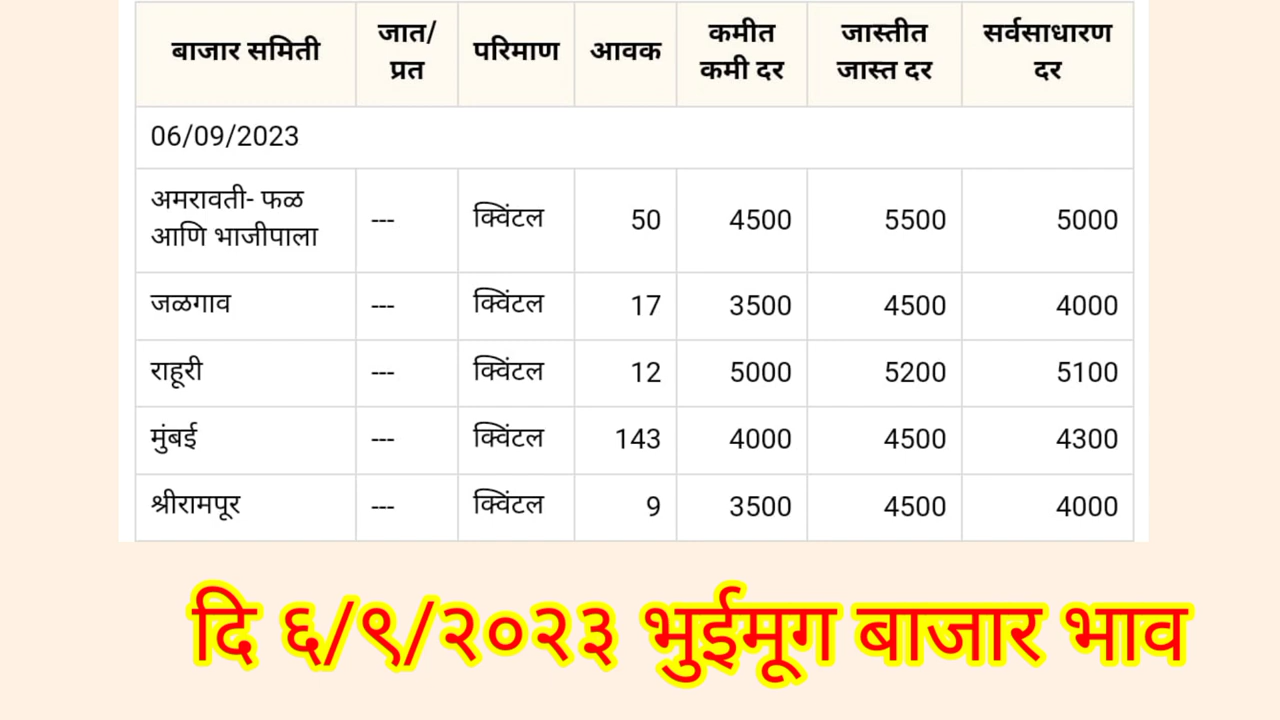 बाजार समिती जात/प्रत परिमाण आवक कमीत कमी दर जास्तीत जास्त दर सर्वसाधारण दर
06/09/2023
अमरावती- फळ आणि भाजीपाला --- क्विंटल 50 4500 5500 5000
जळगाव --- क्विंटल 17 3500 4500 4000
राहूरी --- क्विंटल 12 5000 5200 5100
मुंबई --- क्विंटल 143 4000 4500 4300
श्रीरामपूर --- क्विंटल 9 3500 4500 4000
दि ६/९/२०२३ भुईमूग बाजार भाव